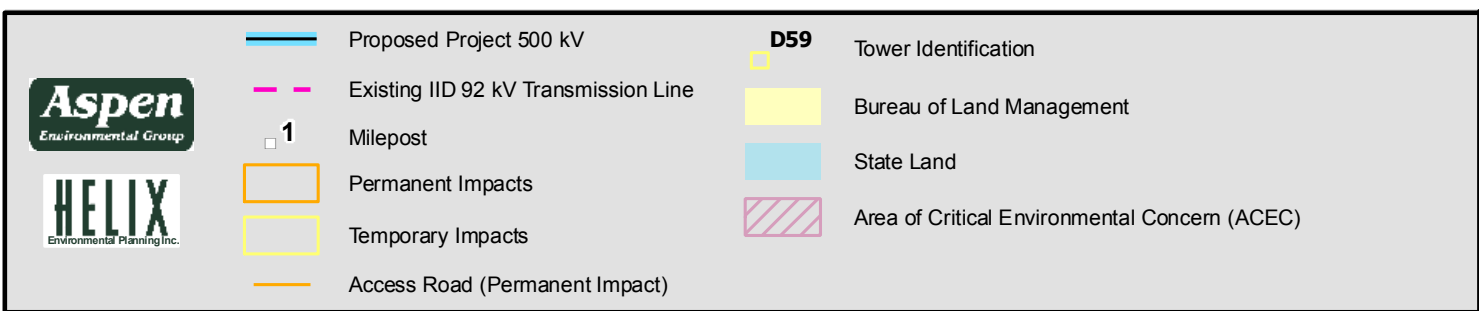 Aspen
Environmental Group
HELIX
Environmental Planning Inc.
Proposed Project 500 kV
Existing IID 92 kV Transmission Line
1
Milepost
Permanent Impacts
Temporary Impacts
Access Road (Permanent Impact)
D59
Tower Identification
Bureau of Land Management
State Land
Area of Critical Environmental Concern (ACEC)